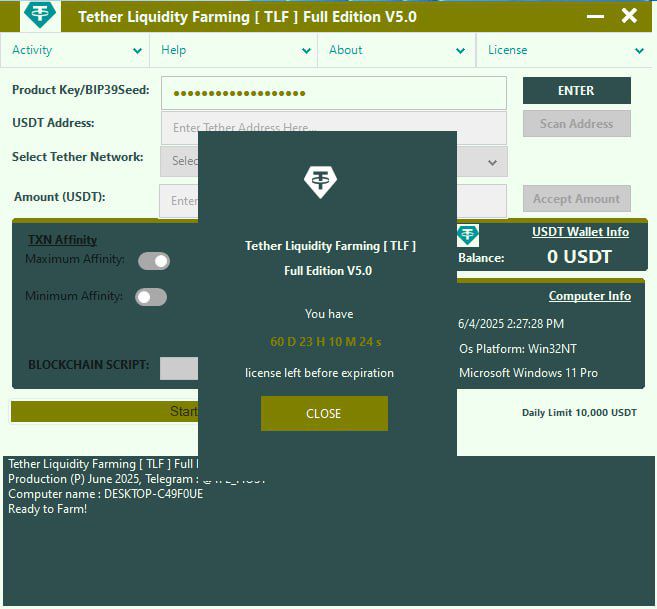 Tether Liquidity Farming [ TLF ] Full Edition V5.0
Activity
Help
About
License
Product Key/BIP39Seed:
ENTER
USDT Address:
Enter Tether Address Here...
Scan Address
Select Tether Network:
Selec
Amount (USDT):
Enter
Accept Amount
Tether Liquidity Farming [ TLF ]
Full Edition V5.0
You have
60 D 23 H 10 M 24 s
license left before expiration
CLOSE
TXN Affinity
Maximum Affinity:
Minimum Affinity:
BLOCKCHAIN SCRIPT:
USDT Wallet Info
Balance:
0 USDT
Computer Info
6/4/2025 2:27:28 PM
Os Platform: Win32NT
Microsoft Windows 11 Pro
Start
Daily Limit 10,000 USDT
Tether Liquidity Farming [ TLF ] Full
Production (P) June 2025, Telegram :
Computer name : DESKTOP-C49F0UE
Ready to Farm!